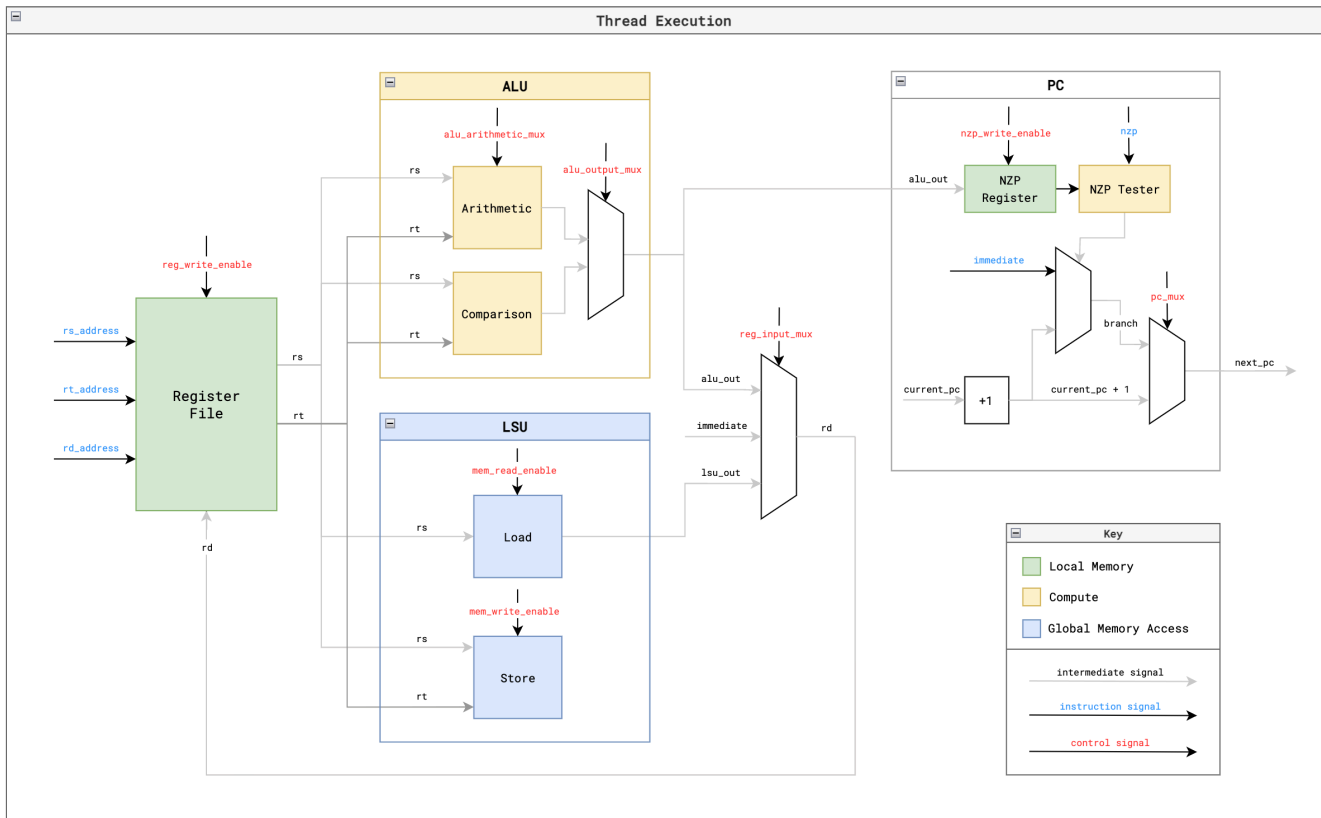 Thread Execution
ALU
alu_arithmetic_mux
alu_output_mux
rs
Arithmetic
rt
rs
Comparison
rt
reg_write_enable
rs_address
rt_address
rd_address
Register
File
rs
rt
rd
LSU
mem_read_enable
rs
Load
mem_write_enable
rs
Store
rt
reg_input_mux
alu_out
immediate
lsu_out
rd
PC
nzp_write_enable
nzp
alu_out
NZP
Register
NZP Tester
immediate
pc_mux
branch
current_pc
+1
current_pc + 1
next_pc
Key
Local Memory
Compute
Global Memory Access
intermediate signal
instruction signal
control signal